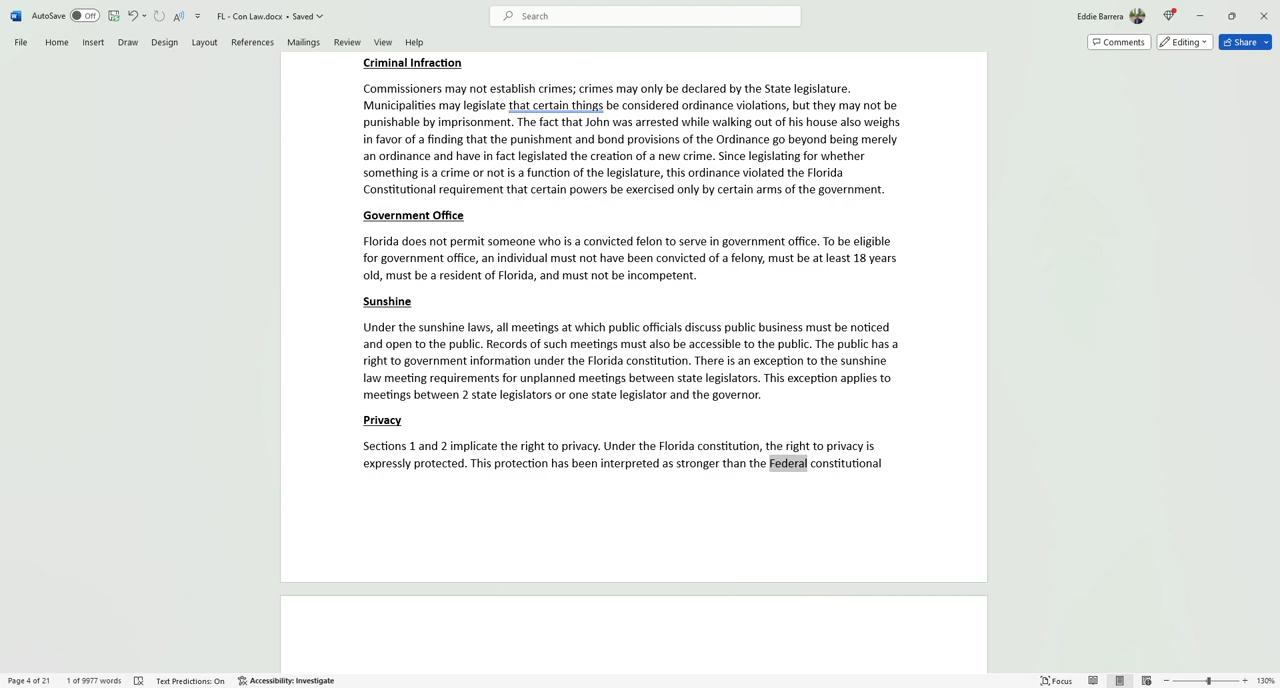 AutoSave Off FL - Con Law.docx • Saved Search Eddie Barrera
File Home Insert Draw Design Layout References Mailings Review View Help Comments Editing Share
Criminal Infraction
Commissioners may not establish crimes; crimes may only be declared by the State legislature.
Municipalities may legislate that certain things be considered ordinance violations, but they may not be
punishable by imprisonment. The fact that John was arrested while walking out of his house also weighs
in favor of a finding that the punishment and bond provisions of the Ordinance go beyond being merely
an ordinance and have in fact legislated the creation of a new crime. Since legislating for whether
something is a crime or not is a function of the legislature, this ordinance violated the Florida
Constitutional requirement that certain powers be exercised only by certain arms of the government.
Government Office
Florida does not permit someone who is a convicted felon to serve in government office. To be eligible
for government office, an individual must not have been convicted of a felony, must be at least 18 years
old, must be a resident of Florida, and must not be incompetent.
Sunshine
Under the sunshine laws, all meetings at which public officials discuss public business must be noticed
and open to the public. Records of such meetings must also be accessible to the public. The public has a
right to government information under the Florida constitution. There is an exception to the sunshine
law meeting requirements for unplanned meetings between state legislators. This exception applies to
meetings between 2 state legislators or one state legislator and the governor.
Privacy
Sections 1 and 2 implicate the right to privacy. Under the Florida constitution, the right to privacy is
expressly protected. This protection has been interpreted as stronger than the Federal constitutional
Page 4 of 21 1 of 9977 words Text Predictions: On Accessibility: Investigate Focus 130%